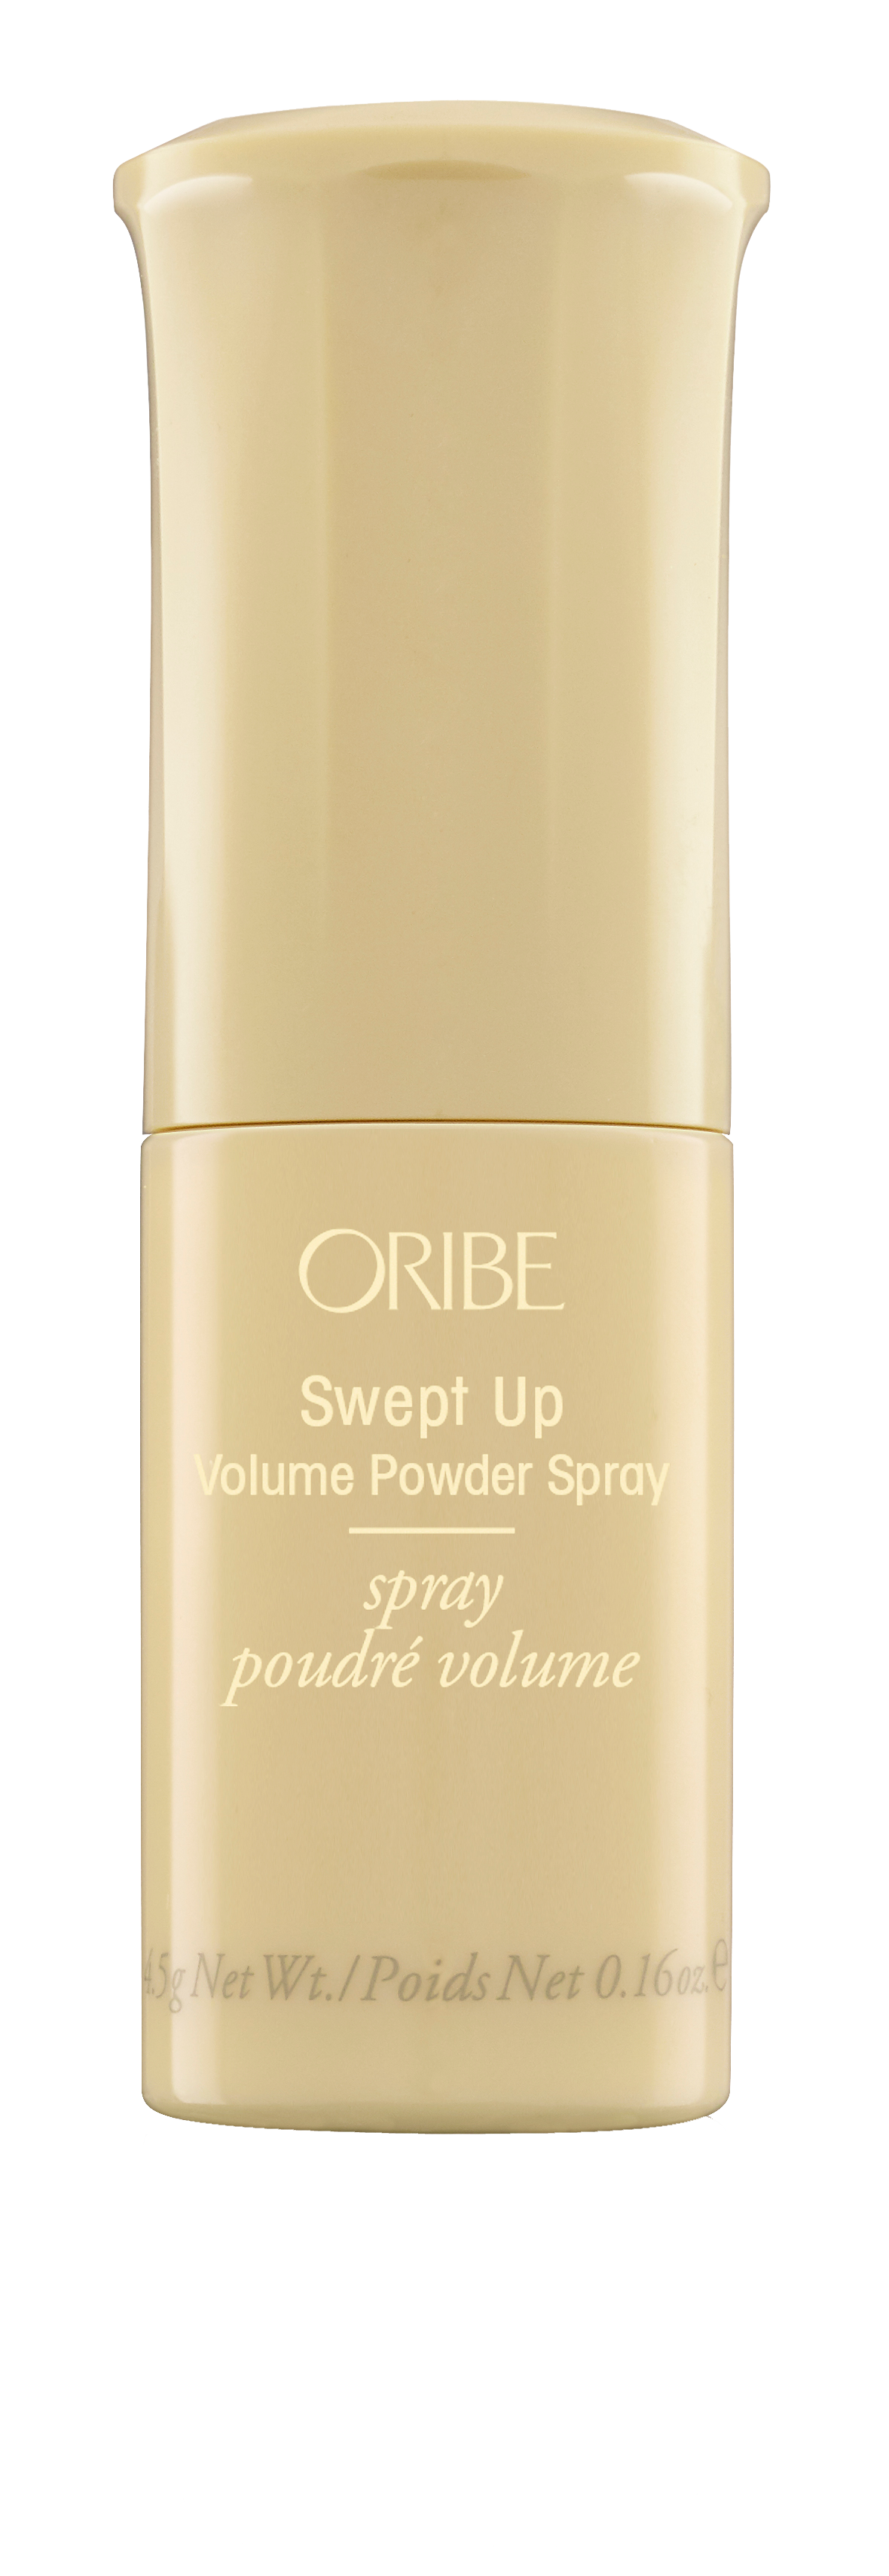 ORIBE
Swept Up
Volume Powder Spray
spray
poudré volume
4.5g Net Wt./Poids Net 0.16oz.℮